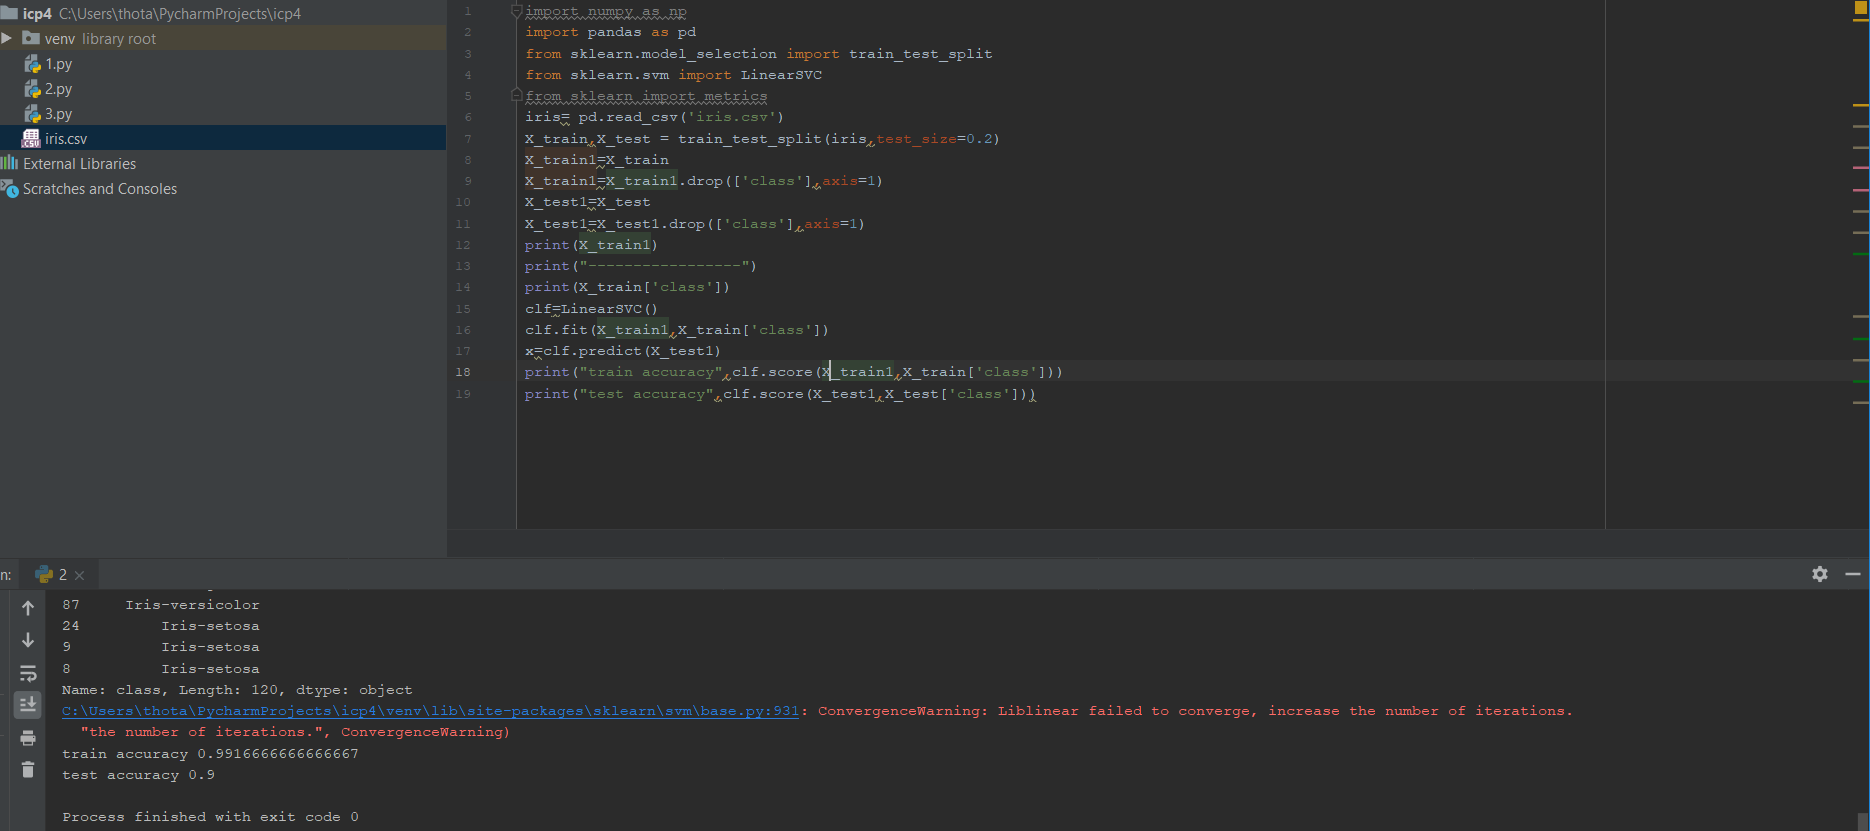 icp4 C:\Users\thota\PycharmProjects\icp4
venv library root
1.py
2.py
3.py
iris.csv
External Libraries
Scratches and Consoles
1 import numpy as np
2 import pandas as pd
3 from sklearn.model_selection import train_test_split
4 from sklearn.svm import LinearSVC
5 from sklearn import metrics
6 iris= pd.read_csv('iris.csv')
7 X_train,X_test = train_test_split(iris,test_size=0.2)
8 X_train1=X_train
9 X_train1=X_train1.drop(['class'],axis=1)
10 X_test1=X_test
11 X_test1=X_test1.drop(['class'],axis=1)
12 print(X_train1)
13 print("-----------------")
14 print(X_train['class'])
15 clf=LinearSVC()
16 clf.fit(X_train1,X_train['class'])
17 x=clf.predict(X_test1)
18 print("train accuracy",clf.score(X_train1,X_train['class']))
19 print("test accuracy",clf.score(X_test1,X_test['class']))
n: 2
87 Iris-versicolor
24 Iris-setosa
9 Iris-setosa
8 Iris-setosa
Name: class, Length: 120, dtype: object
C:\Users\thota\PycharmProjects\icp4\venv\lib\site-packages\sklearn\svm\base.py:931: ConvergenceWarning: Liblinear failed to converge, increase the number of iterations.
"the number of iterations.", ConvergenceWarning)
train accuracy 0.9916666666666667
test accuracy 0.9
Process finished with exit code 0